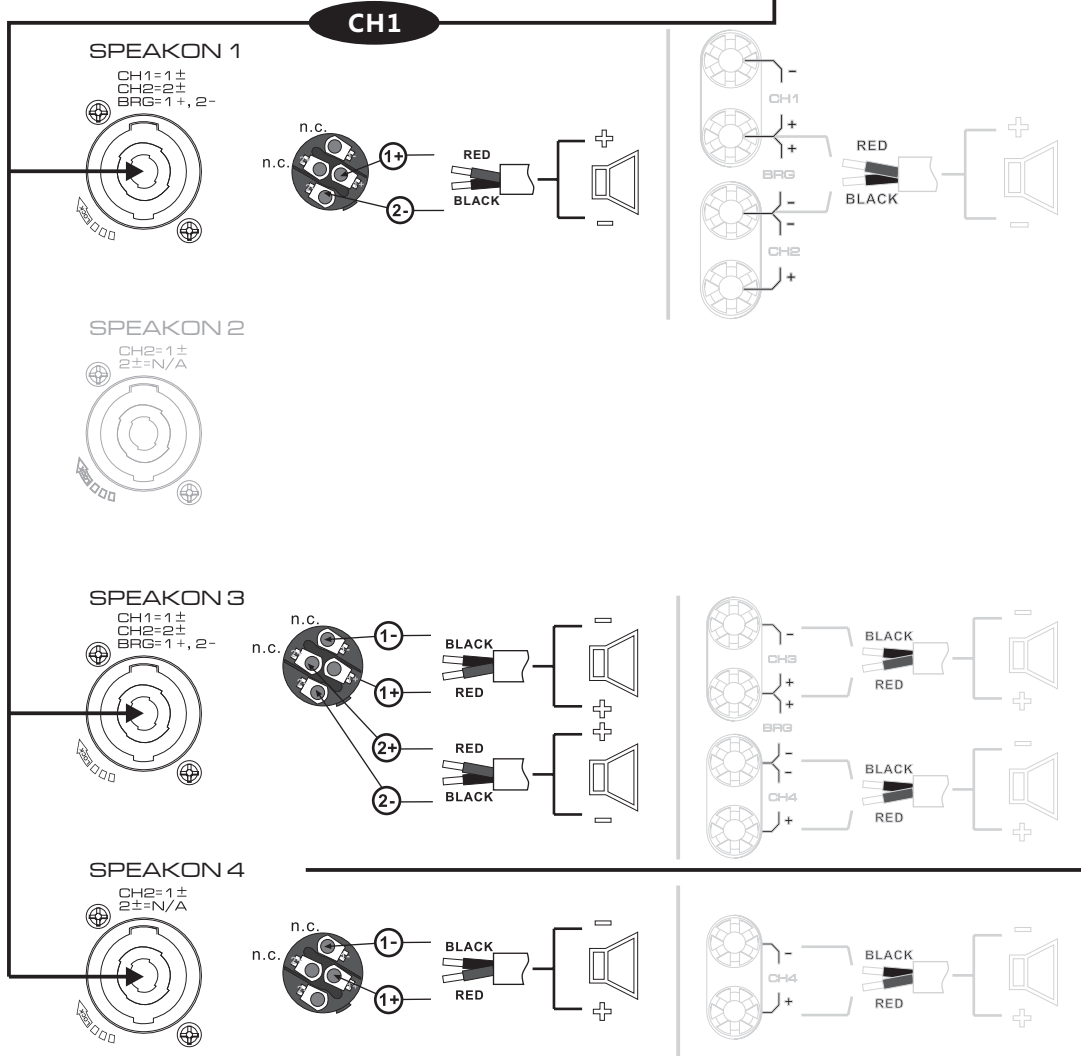 CH1
SPEAKON 1
CH1=1±
CH2=2±
BRG=1+, 2-
n.c.
n.c.
1+
2-
RED
BLACK
+
-
-
CH1
+
+
BRG
-
-
CH2
+
RED
BLACK
+
-
SPEAKON 2
CH2=1±
2±=N/A
SPEAKON 3
CH1=1±
CH2=2±
BRG=1+, 2-
n.c.
n.c.
1-
1+
2+
2-
BLACK
RED
-
+
RED
BLACK
+
-
-
CH3
+
+
BRG
-
-
CH4
+
BLACK
RED
-
+
BLACK
RED
-
+
SPEAKON 4
CH2=1±
2±=N/A
n.c.
n.c.
1-
1+
BLACK
RED
-
+
-
CH4
+
BLACK
RED
-
+